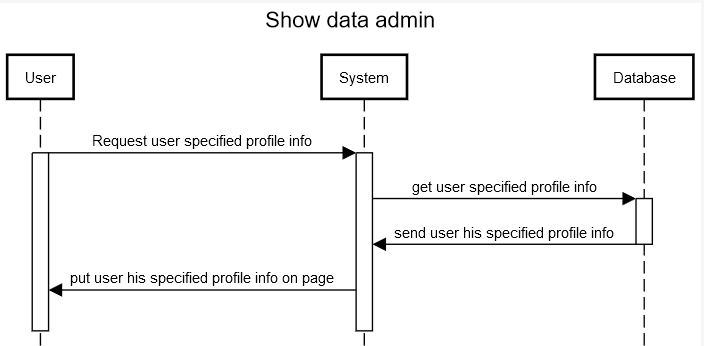 Show data admin
User
System
Database
Request user specified profile info
get user specified profile info
send user his specified profile info
put user his specified profile info on page